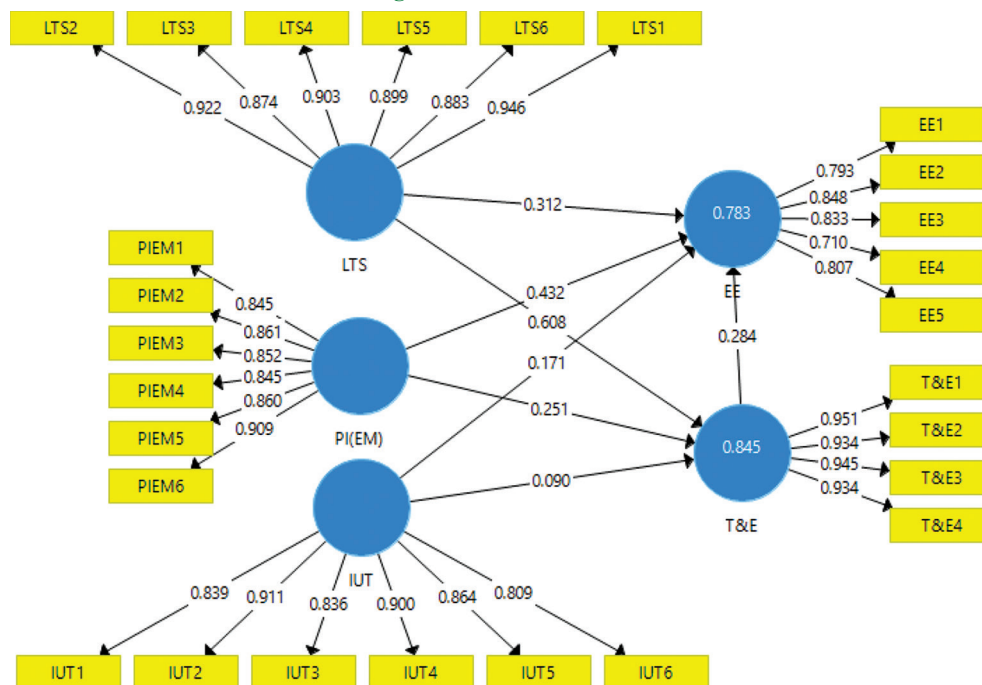 LTS2 LTS3 LTS4 LTS5 LTS6 LTS1
0.922 0.874 0.903 0.899 0.883 0.946
LTS
EE1
EE2
EE3
EE4
EE5
0.793
0.848
0.833
0.710
0.807
0.783
EE
0.312
0.432
0.608
0.171
0.284
0.251
0.090
PIEM1
PIEM2
PIEM3
PIEM4
PIEM5
PIEM6
0.845
0.861
0.852
0.845
0.860
0.909
PI(EM)
T&E1
T&E2
T&E3
T&E4
0.951
0.934
0.945
0.934
0.845
T&E
IUT
0.839 0.911 0.836 0.900 0.864 0.809
IUT1 IUT2 IUT3 IUT4 IUT5 IUT6